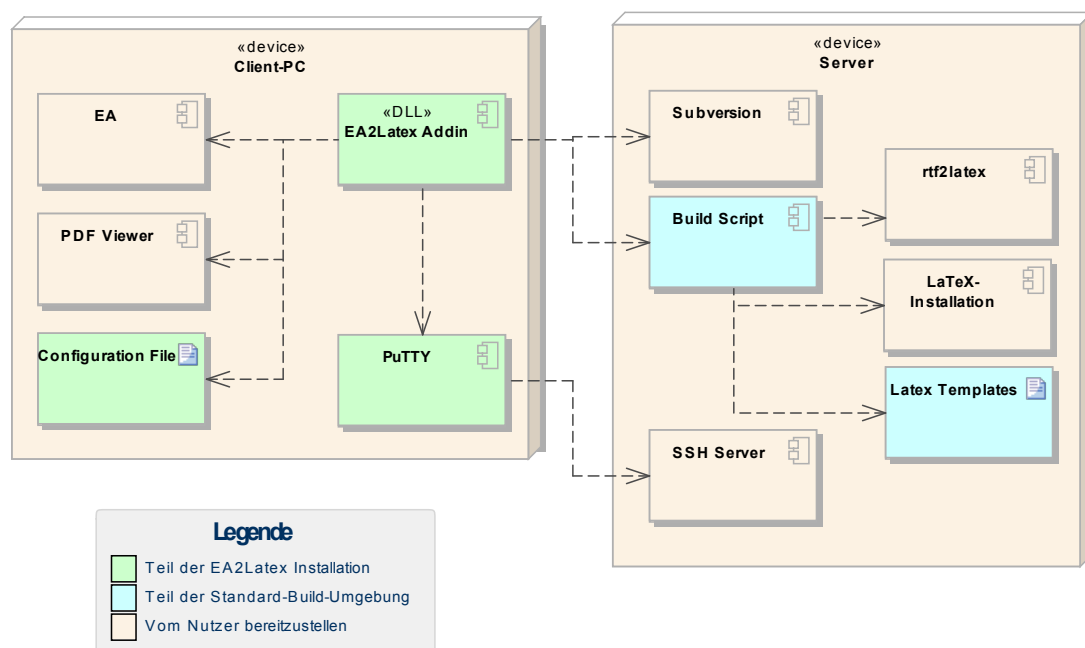 «device»
Client-PC
EA
«DLL»
EA2Latex Addin
PDF Viewer
Configuration File
PuTTY
«device»
Server
Subversion
rtf2latex
Build Script
LaTeX-
Installation
Latex Templates
SSH Server
Legende
Teil der EA2Latex Installation
Teil der Standard-Build-Umgebung
Vom Nutzer bereitzustellen